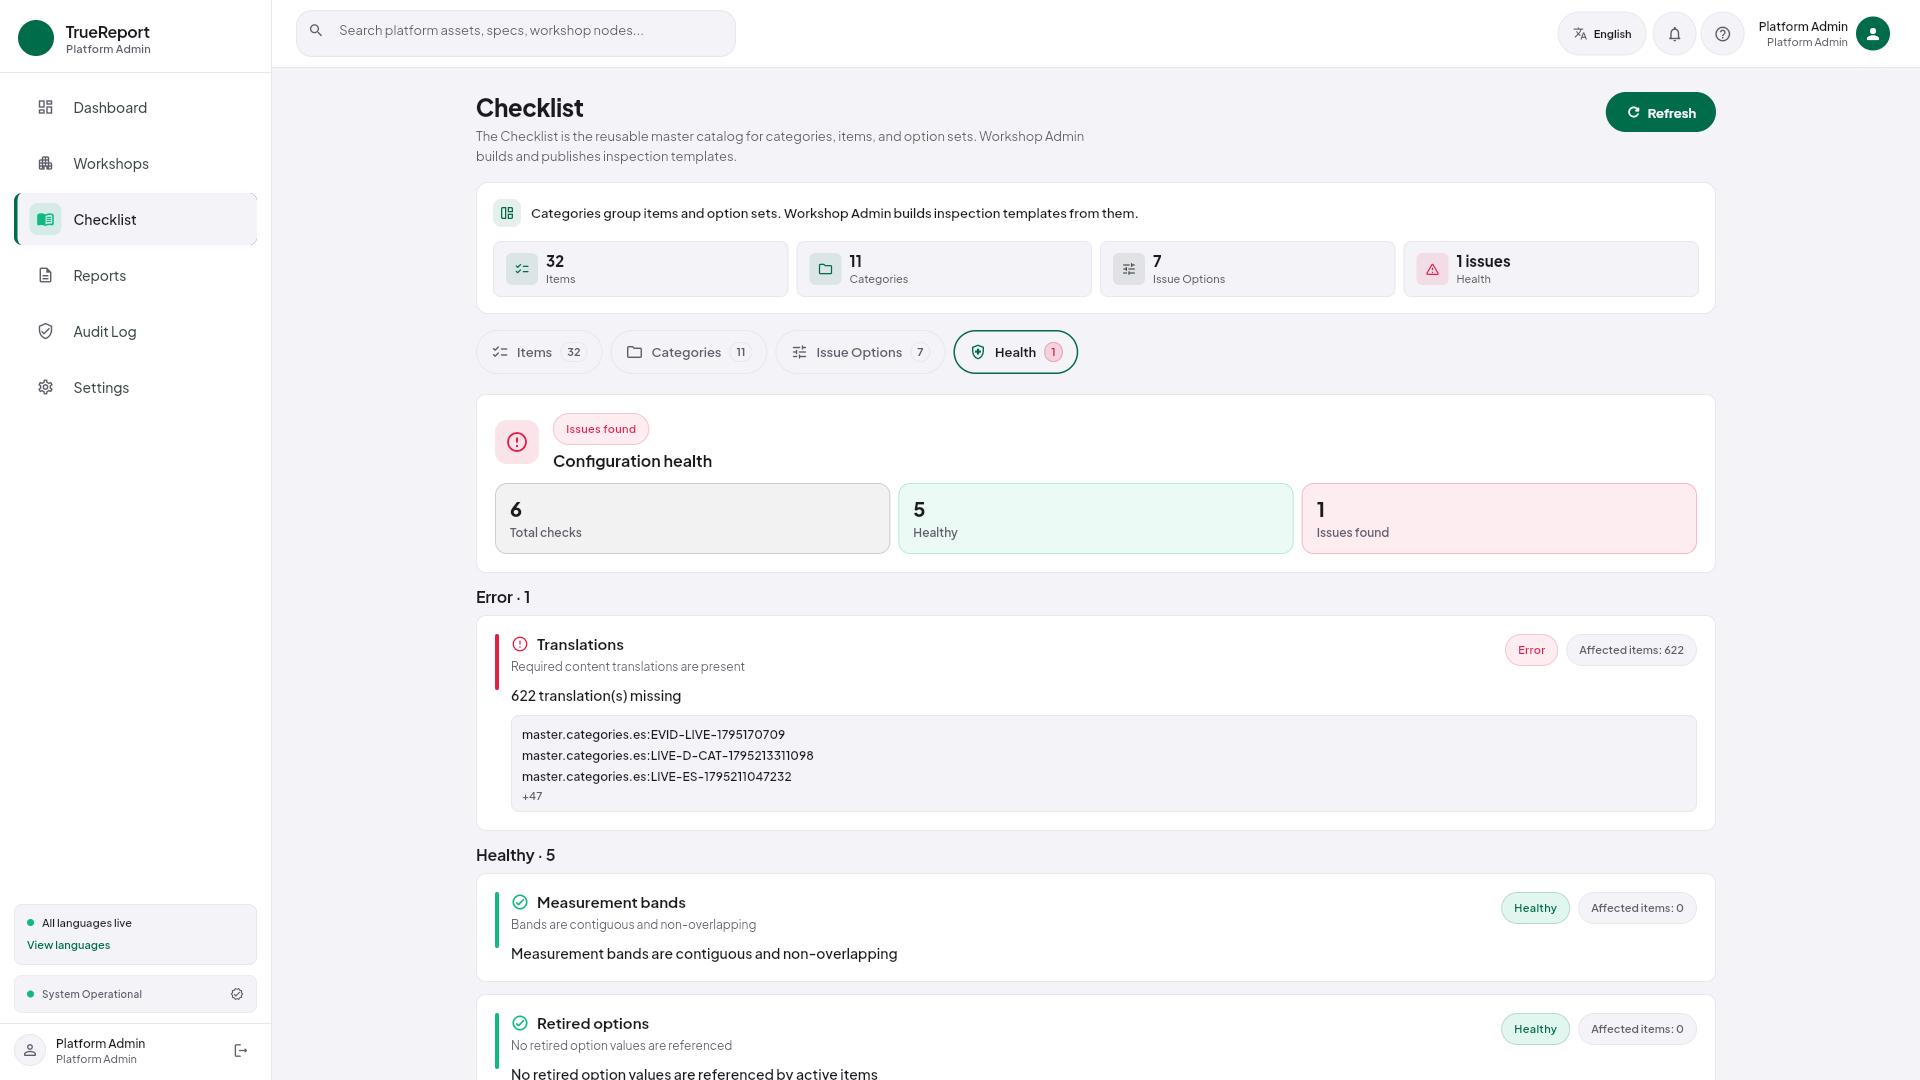 TrueReport
Platform Admin
Search platform assets, specs, workshop nodes...
English
Platform Admin
Platform Admin
Dashboard
Workshops
Checklist
Reports
Audit Log
Settings
All languages live
View languages
System Operational
Platform Admin
Platform Admin
Checklist
The Checklist is the reusable master catalog for categories, items, and option sets. Workshop Admin
builds and publishes inspection templates.
Refresh
Categories group items and option sets. Workshop Admin builds inspection templates from them.
32
Items
11
Categories
7
Issue Options
1 issues
Health
Items 32
Categories 11
Issue Options 7
Health 1
Issues found
Configuration health
6
Total checks
5
Healthy
1
Issues found
Error · 1
Translations
Required content translations are present
Error
Affected items: 622
622 translation(s) missing
master.categories.es:EVID-LIVE-1795170709
master.categories.es:LIVE-D-CAT-1795213311098
master.categories.es:LIVE-ES-1795211047232
+47
Healthy · 5
Measurement bands
Bands are contiguous and non-overlapping
Healthy
Affected items: 0
Measurement bands are contiguous and non-overlapping
Retired options
No retired option values are referenced
Healthy
Affected items: 0
No retired option values are referenced by active items